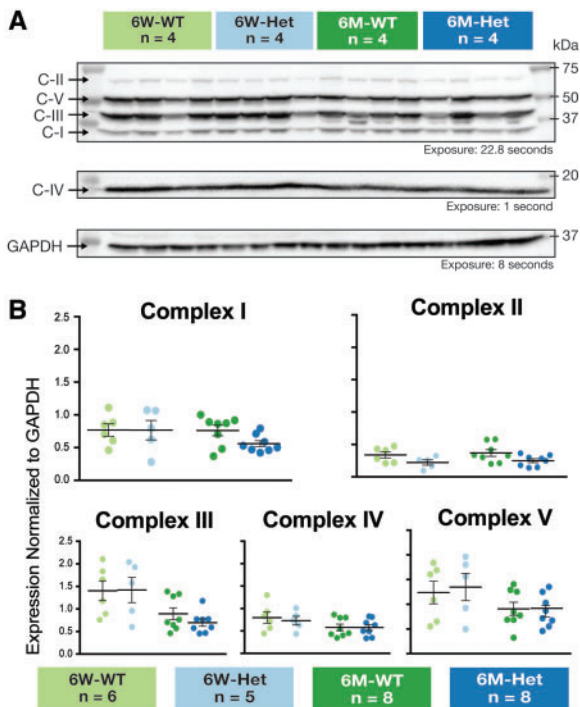 A
6W-WT
n = 4
6W-Het
n = 4
6M-WT
n = 4
6M-Het
n = 4
kDa
C-II
C-V
C-III
C-I
75
50
37
Exposure: 22.8 seconds
C-IV
20
Exposure: 1 second
GAPDH
37
Exposure: 8 seconds
B
Expression Normalized to GAPDH
Complex I
2.5
2.0
1.5
1.0
0.5
0.0
Complex II
Complex III
2.5
2.0
1.5
1.0
0.5
0.0
Complex IV
Complex V
6W-WT
n = 6
6W-Het
n = 5
6M-WT
n = 8
6M-Het
n = 8